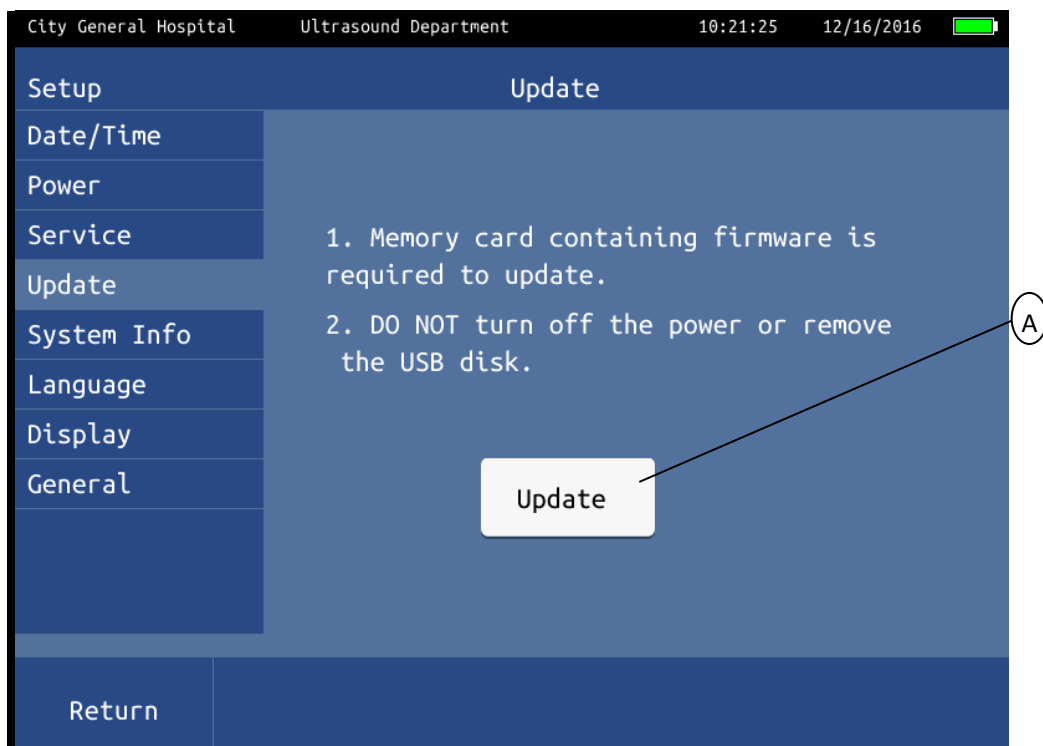 City General Hospital Ultrasound Department 10:21:25 12/16/2016
Setup Update
Date/Time
Power
Service
Update
System Info
Language
Display
General
1. Memory card containing firmware is
required to update.
2. DO NOT turn off the power or remove
the USB disk.
A
Update
Return